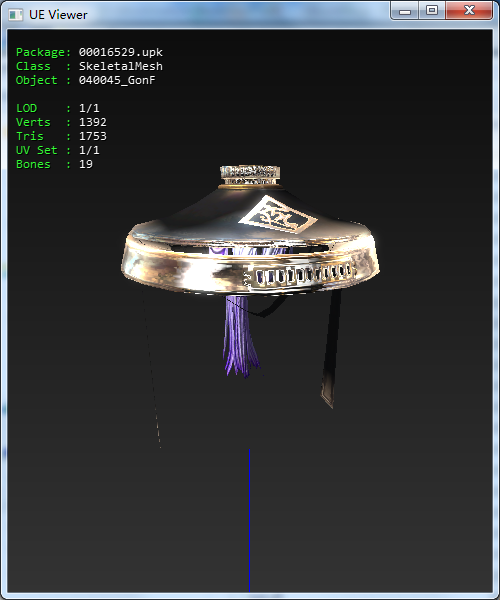 UE Viewer
Package: 00016529.upk
Class  : SkeletalMesh
Object : 040045_GonF
LOD    : 1/1
Verts  : 1392
Tris   : 1753
UV Set : 1/1
Bones  : 19